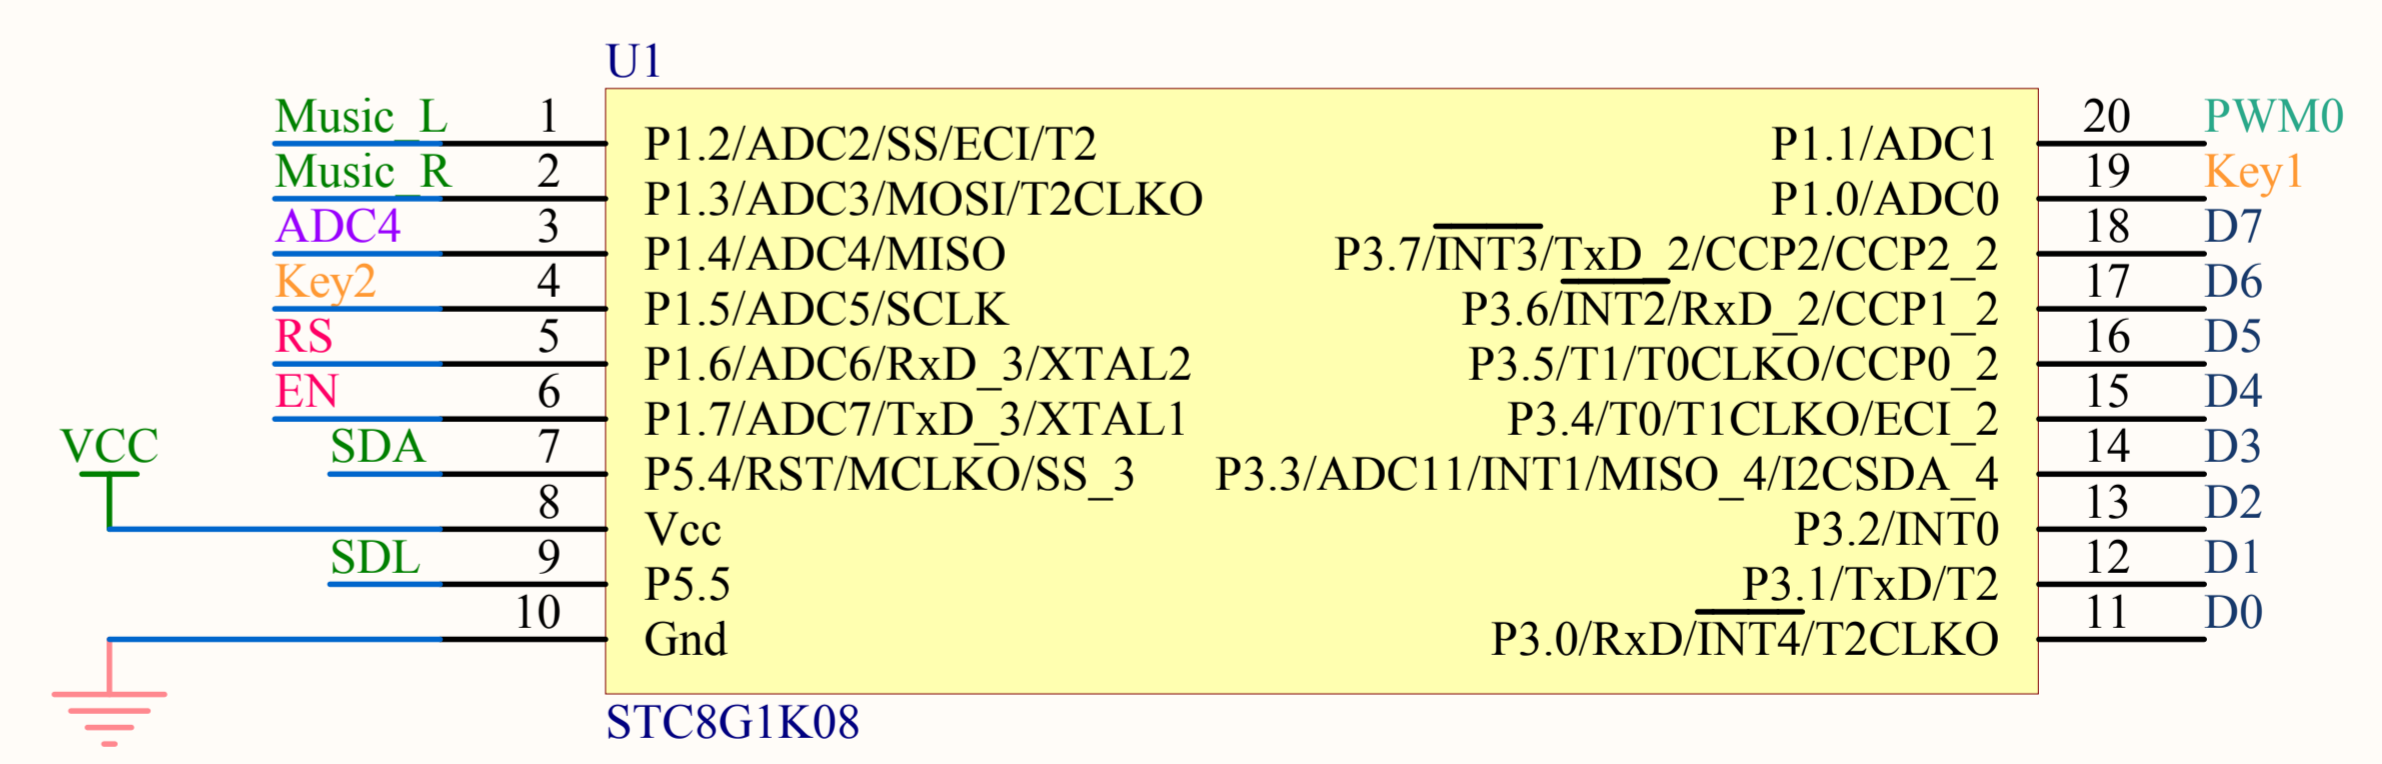 U1
Music_L 1 P1.2/ADC2/SS/ECI/T2 P1.1/ADC1 20 PWM0
Music_R 2 P1.3/ADC3/MOSI/T2CLKO P1.0/ADC0 19 Key1
ADC4 3 P1.4/ADC4/MISO P3.7/INT3/TxD_2/CCP2/CCP2_2 18 D7
Key2 4 P1.5/ADC5/SCLK P3.6/INT2/RxD_2/CCP1_2 17 D6
RS 5 P1.6/ADC6/RxD_3/XTAL2 P3.5/T1/T0CLKO/CCP0_2 16 D5
EN 6 P1.7/ADC7/TxD_3/XTAL1 P3.4/T0/T1CLKO/ECI_2 15 D4
VCC SDA 7 P5.4/RST/MCLKO/SS_3 P3.3/ADC11/INT1/MISO_4/I2CSDA_4 14 D3
8 Vcc P3.2/INT0 13 D2
SDL 9 P5.5 P3.1/TxD/T2 12 D1
10 Gnd P3.0/RxD/INT4/T2CLKO 11 D0
STC8G1K08